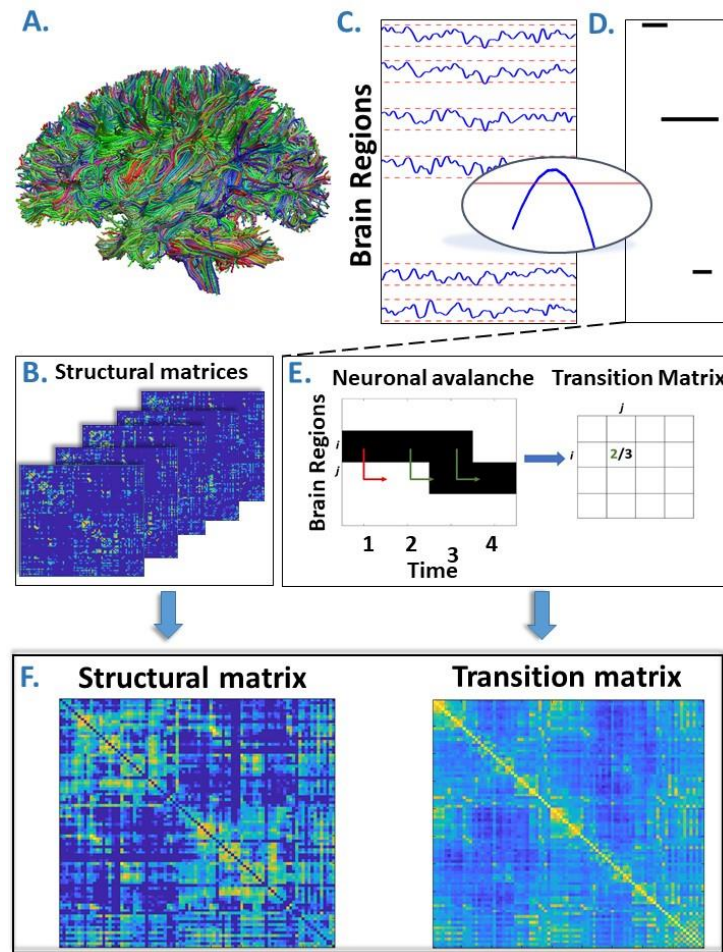 A.
C.
D.
Brain Regions
B. Structural matrices
E.
Neuronal avalanche
Transition Matrix
Brain Regions
i
j
j
i
2/3
1 2 3 4
Time
F.
Structural matrix
Transition matrix